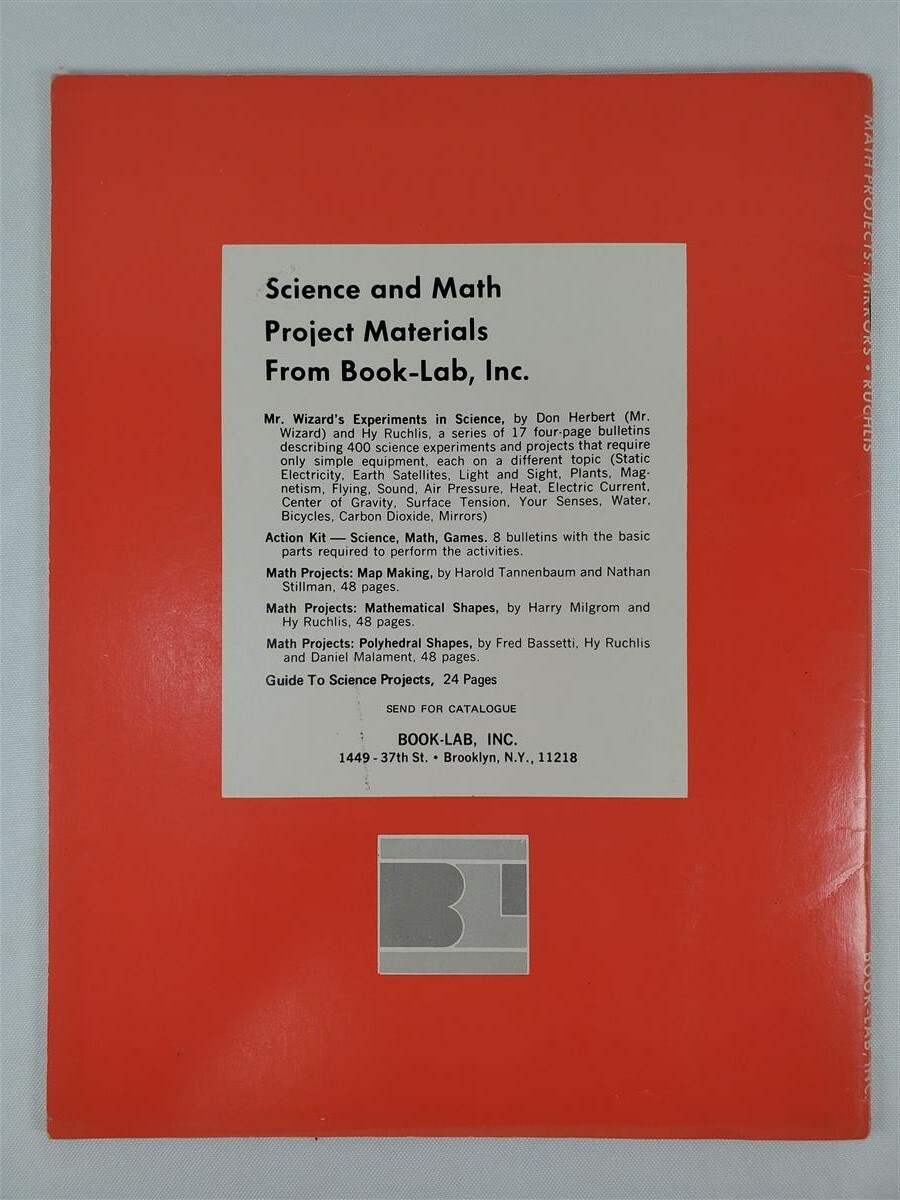 Science and Math
Project Materials
From Book-Lab, Inc.
Mr. Wizard's Experiments in Science, by Don Herbert (Mr.
Wizard) and Hy Ruchlis, a series of 17 four-page bulletins
describing 400 science experiments and projects that require
only simple equipment, each on a different topic (Static
Electricity, Earth Satellites, Light and Sight, Plants, Mag-
netism, Flying, Sound, Air Pressure, Heat, Electric Current,
Center of Gravity, Surface Tension, Your Senses, Water,
Bicycles, Carbon Dioxide, Mirrors)
Action Kit — Science, Math, Games. 8 bulletins with the basic
parts required to perform the activities.
Math Projects: Map Making, by Harold Tannenbaum and Nathan
Stillman, 48 pages.
Math Projects: Mathematical Shapes, by Harry Milgrom and
Hy Ruchlis, 48 pages.
Math Projects: Polyhedral Shapes, by Fred Bassetti, Hy Ruchlis
and Daniel Malament, 48 pages.
Guide To Science Projects, 24 Pages
SEND FOR CATALOGUE
BOOK-LAB, INC.
1449 - 37th St. • Brooklyn, N.Y., 11218
BL
MATH PROJECTS: MIRRORS • RUCHLIS
BOOK-LAB, INC.